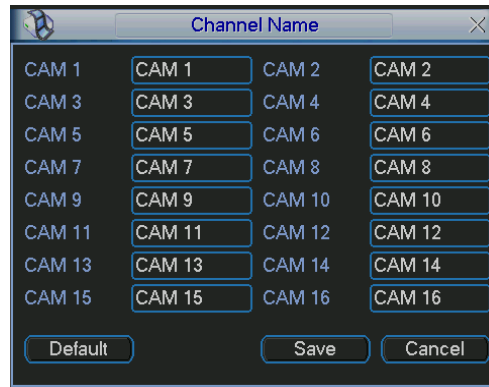 Channel Name
CAM 1 CAM 1 CAM 2 CAM 2
CAM 3 CAM 3 CAM 4 CAM 4
CAM 5 CAM 5 CAM 6 CAM 6
CAM 7 CAM 7 CAM 8 CAM 8
CAM 9 CAM 9 CAM 10 CAM 10
CAM 11 CAM 11 CAM 12 CAM 12
CAM 13 CAM 13 CAM 14 CAM 14
CAM 15 CAM 15 CAM 16 CAM 16
Default Save Cancel